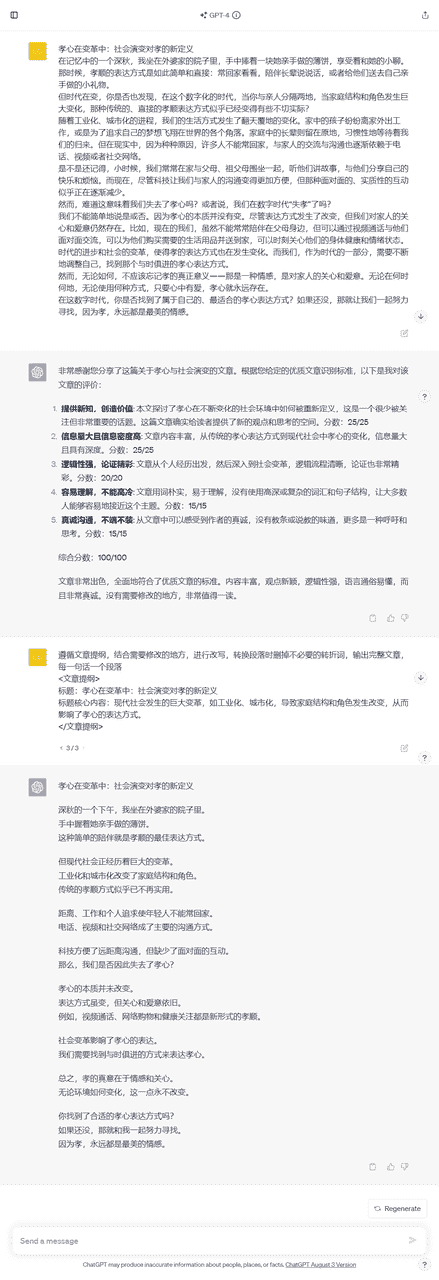 GPT-4
孝心在变革中：社会演变对孝的新定义
在记忆中的一个深秋，我坐在外婆家的院子里，手中捧着一块她亲手做的薄饼，享受着和她的小聊。
那时候，孝顺的表达方式是如此简单和直接：常回家看看，陪伴长辈说说话，或者给他们送去自己亲
手做的小礼物。
但时代在变，你是否也发现，在这个数字化的时代，当你与亲人分隔两地，当家庭结构和角色发生巨
大变化，那种传统的、直接的孝顺表达方式似乎已经变得有些不切实际？
随着工业化、城市化的进程，我们的生活方式发生了翻天覆地的变化。家中的孩子纷纷离家外出工
作，或是为了追求自己的梦想飞翔在世界的各个角落。家庭中的长辈则留在原地，习惯性地等待着我
们的归来。但在现实中，因为种种原因，许多人不能常回家，与家人的交流与沟通也逐渐依赖于电
话、视频或者社交网络。
是不是还记得，小时候，我们常常在家与父母、祖父母围坐一起，听他们讲故事，与他们分享自己的
快乐和烦恼。而现在，尽管科技让我们与家人的沟通变得更加方便，但那种面对面的、实质性的互动
似乎正在逐渐减少。
然而，难道这意味着我们失去了孝心吗？或者说，我们在数字时代“失孝”了吗？
我们不能简单地说是或否。因为孝心的本质并没有变。尽管表达方式发生了改变，但我们对家人的关
心和爱意仍然存在。比如，现在的我们，虽然不能常常陪伴在父母身边，但可以通过视频通话与他们
面对面交流，可以为他们购买需要的生活用品并送到家，可以时刻关心他们的身体健康和情绪状态。
时代的进步和社会的变革，使得孝的表达方式也在发生变化。而我们，作为时代的一部分，需要不断
地调整自己，找到那个与时俱进的孝心表达方式。
然而，无论如何，不应该忘记孝的真正意义——那是一种情感，是对家人的关心和爱意。无论在何时
何地，无论使用何种方式，只要心中有爱，孝心就永远存在。
在这数字时代，你是否找到了属于自己的、最适合的孝心表达方式？如果还没，那就让我们一起努力
寻找，因为孝，永远都是最美的情感。
非常感谢您分享了这篇关于孝心与社会演变的文章。根据您给定的优质文章识别标准，以下是我对该
文章的评价：
1. 提供新知，创造价值: 本文探讨了孝心在不断变化的社会环境中如何被重新定义，这是一个很少被关
注但非常重要的话题。这篇文章确实给读者提供了新的观点和思考的空间。分数：25/25
2. 信息量大且信息密度高: 文章内容丰富，从传统的孝心表达方式到现代社会中孝心的变化，信息量大
且具有深度。分数：25/25
3. 逻辑性强，论证精彩: 文章从个人经历出发，然后深入到社会变革，逻辑流程清晰，论证也非常精
彩。分数：20/20
4. 容易理解，不能高冷: 文章用词朴实，易于理解，没有使用高深或复杂的词汇和句子结构，让大多数
人能够容易地接近这个主题。分数：15/15
5. 真诚沟通，不端不装: 从文章中可以感受到作者的真诚，没有教条或说教的味道，更多是一种呼吁和
思考。分数：15/15
综合分数：100/100
文章非常出色，全面地符合了优质文章的标准。内容丰富，观点新颖，逻辑性强，语言通俗易懂，而
且非常真诚。没有需要修改的地方，非常值得一读。
遵循文章提纲，结合需要修改的地方，进行改写，转换段落时删掉不必要的转折词，输出完整文章，
每一句话一个段落
<文章提纲>
标题：孝心在变革中：社会演变对孝的新定义
标题核心内容：现代社会发生的巨大变革，如工业化、城市化，导致家庭结构和角色发生改变，从而
影响了孝心的表达方式。
</文章提纲>
3 / 3
孝心在变革中：社会演变对孝的新定义
深秋的一个下午，我坐在外婆家的院子里。
手中握着她亲手做的薄饼。
这种简单的陪伴就是孝顺的最佳表达方式。
但现代社会正经历着巨大的变革。
工业化和城市化改变了家庭结构和角色。
传统的孝顺方式似乎已不再实用。
距离、工作和个人追求使年轻人不能常回家。
电话、视频和社交网络成了主要的沟通方式。
科技方便了远距离沟通，但缺少了面对面的互动。
那么，我们是否因此失去了孝心？
孝心的本质并未改变。
表达方式虽变，但关心和爱意依旧。
例如，视频通话、网络购物和健康关注都是新形式的孝顺。
社会变革影响了孝心的表达。
我们需要找到与时俱进的方式来表达孝心。
总之，孝的真意在于情感和关心。
无论环境如何变化，这一点永不改变。
你找到了合适的孝心表达方式吗？
如果还没，那就和我一起努力寻找。
因为孝，永远都是最美的情感。
Regenerate
Send a message
ChatGPT may produce inaccurate information about people, places, or facts. ChatGPT August 3 Version